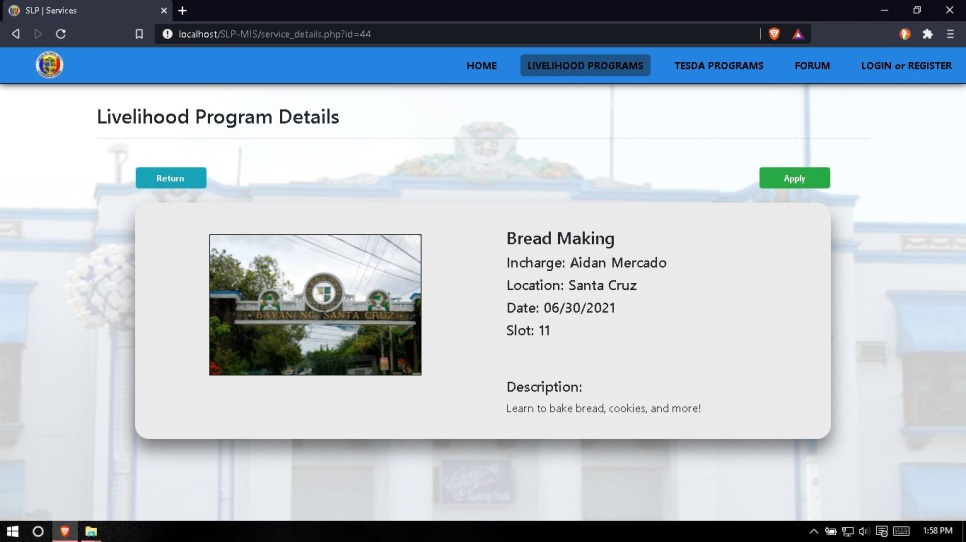 SLP | Services
localhost/SLP-MIS/service_details.php?id=44
HOME
LIVELIHOOD PROGRAMS
TESDA PROGRAMS
FORUM
LOGIN or REGISTER
Livelihood Program Details
Return
Apply
BAYAN NG SANTA CRUZ
Bread Making
Incharge: Aidan Mercado
Location: Santa Cruz
Date: 06/30/2021
Slot: 11
Description:
Learn to bake bread, cookies, and more!
1:58 PM